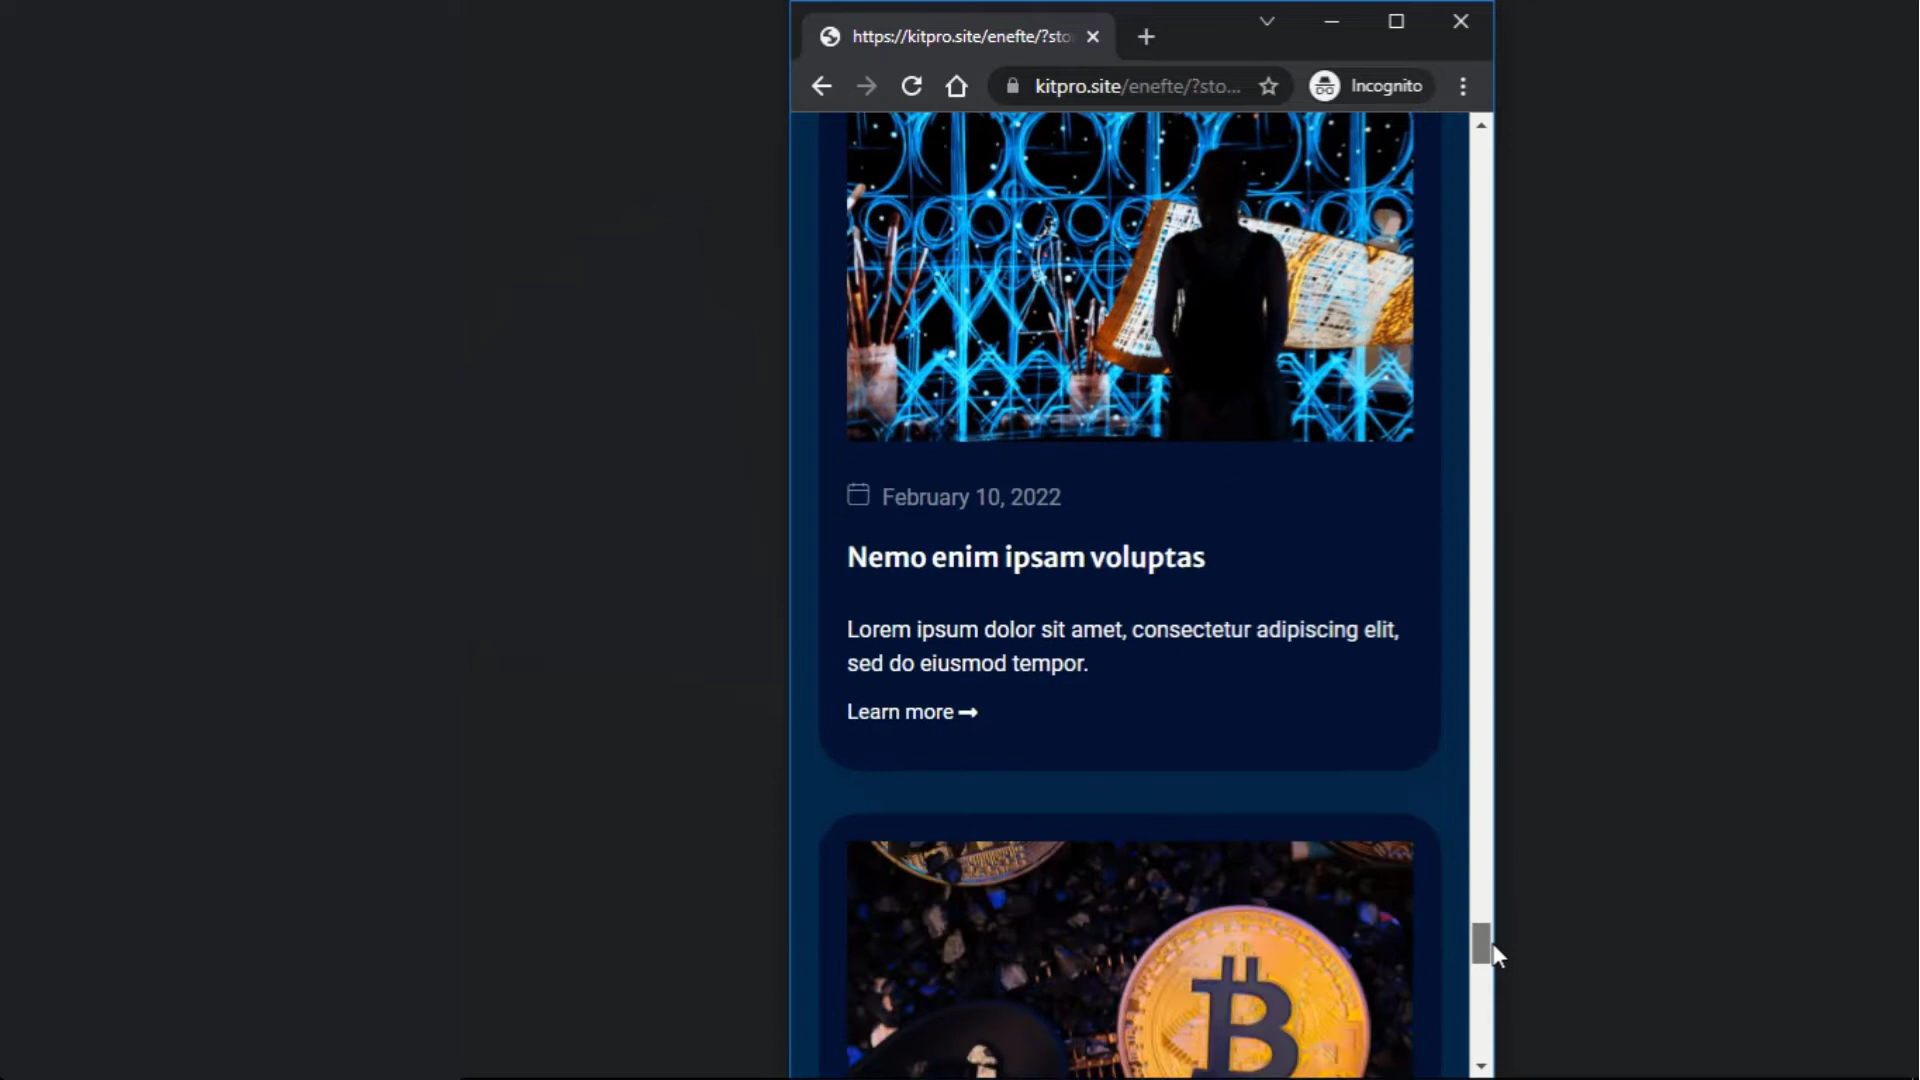 https://kitpro.site/enefte/?sto
kitpro.site/enefte/?sto...
Incognito
February 10, 2022
Nemo enim ipsam voluptas
Lorem ipsum dolor sit amet, consectetur adipiscing elit,
sed do eiusmod tempor.
Learn more